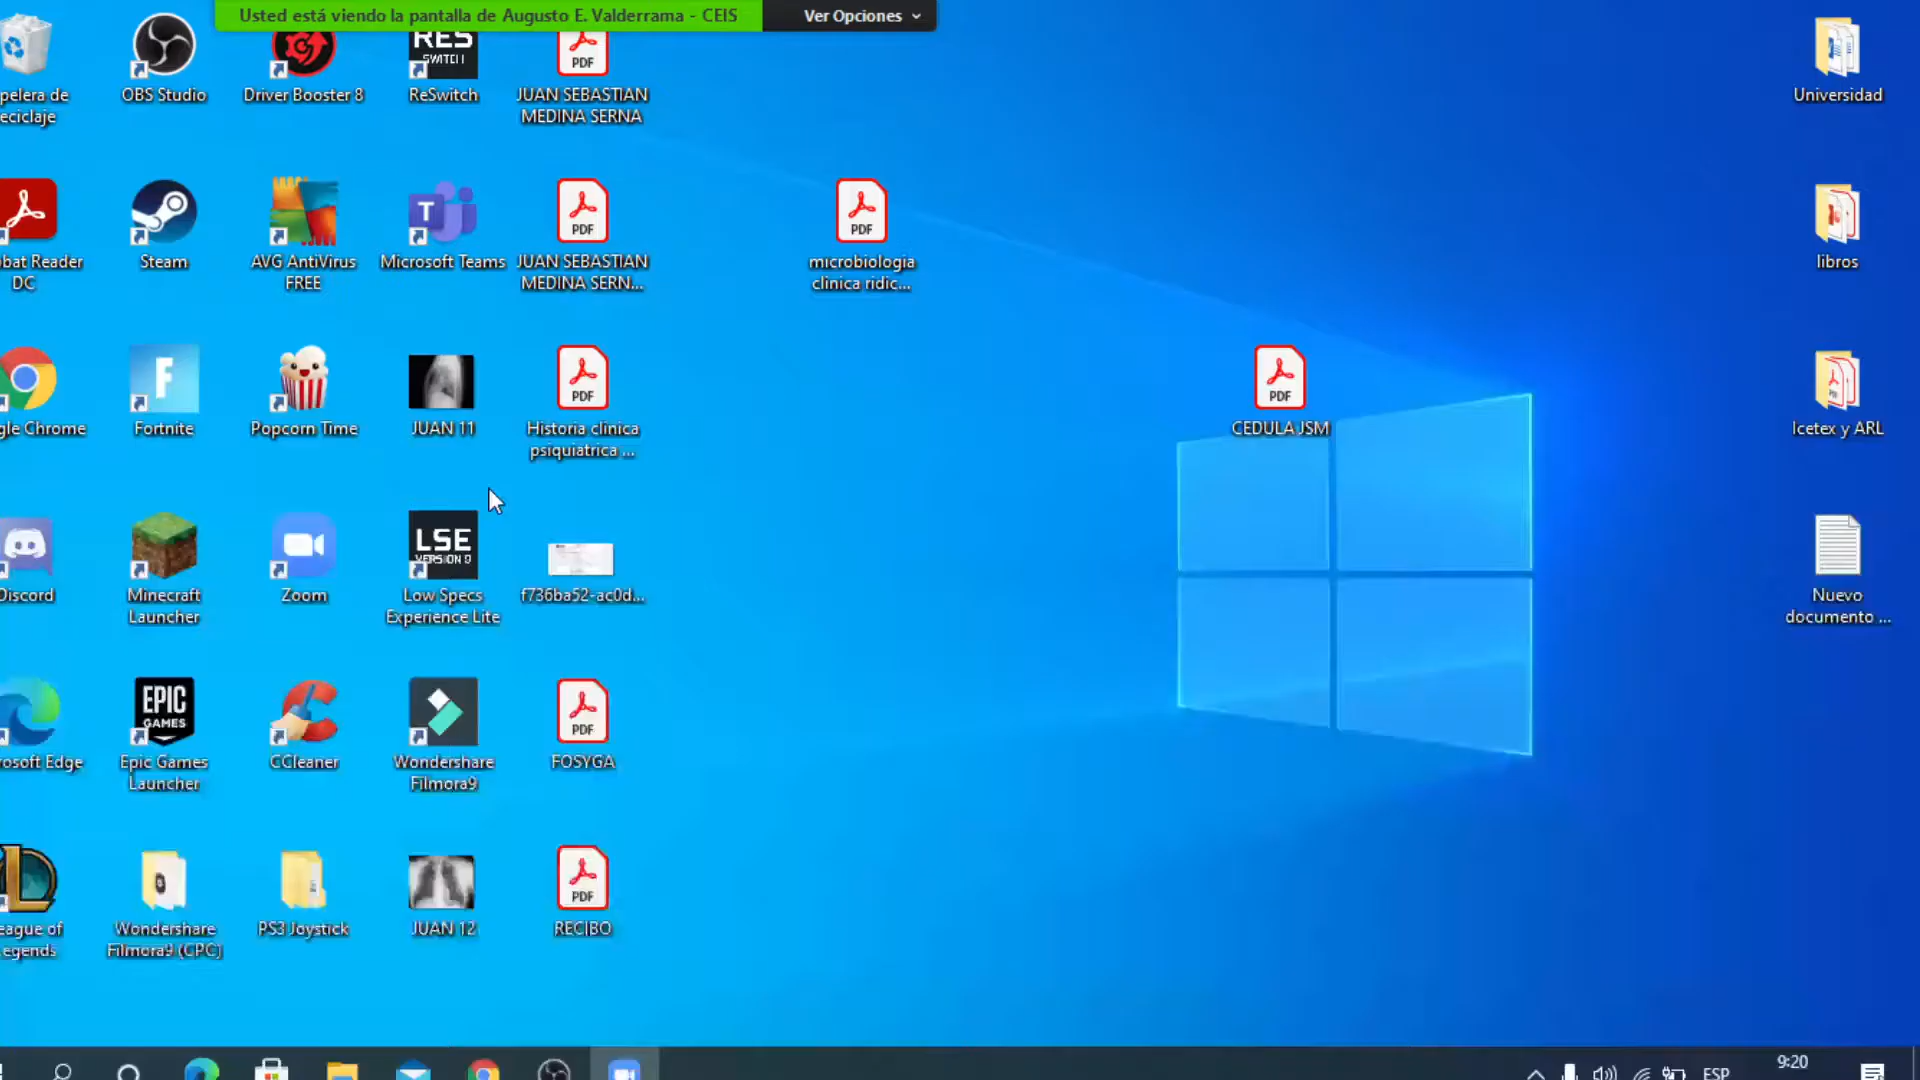 Usted está viendo la pantalla de Augusto E. Valderrama - CEIS
Ver Opciones
pelera de
eciclaje
OBS Studio
Driver Booster 8
RES
SWITCH
ReSwitch
PDF
JUAN SEBASTIAN
MEDINA SERNA
Universidad
bat Reader
DC
Steam
AVG AntiVirus
FREE
T
Microsoft Teams
PDF
JUAN SEBASTIAN
MEDINA SERN...
PDF
microbiologia
clinica ridic...
libros
gle Chrome
F
Fortnite
Popcorn Time
JUAN 11
PDF
Historia clinica
psiquiatrica ...
PDF
CEDULA JSM
Icetex y ARL
Discord
Minecraft
Launcher
Zoom
LSE
VERSION 9
Low Specs
Experience Lite
f736ba52-ac0d...
Nuevo
documento ...
rosoft Edge
EPIC
GAMES
Epic Games
Launcher
CCleaner
Wondershare
Filmora9
PDF
FOSYGA
eague of
egends
Wondershare
Filmora9 (CPC)
PS3 Joystick
JUAN 12
PDF
RECIBO
ESP
9:20